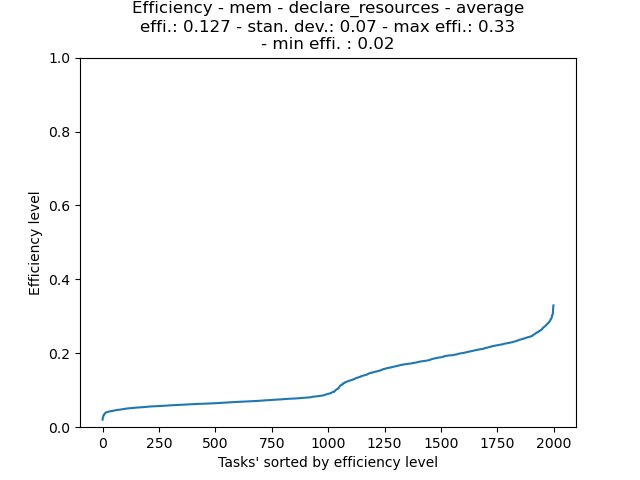 Efficiency - mem - declare_resources - average
effi.: 0.127 - stan. dev.: 0.07 - max effi.: 0.33
- min effi. : 0.02
1.0
0.8
0.6
0.4
0.2
0.0
Efficiency level
0 250 500 750 1000 1250 1500 1750 2000
Tasks' sorted by efficiency level